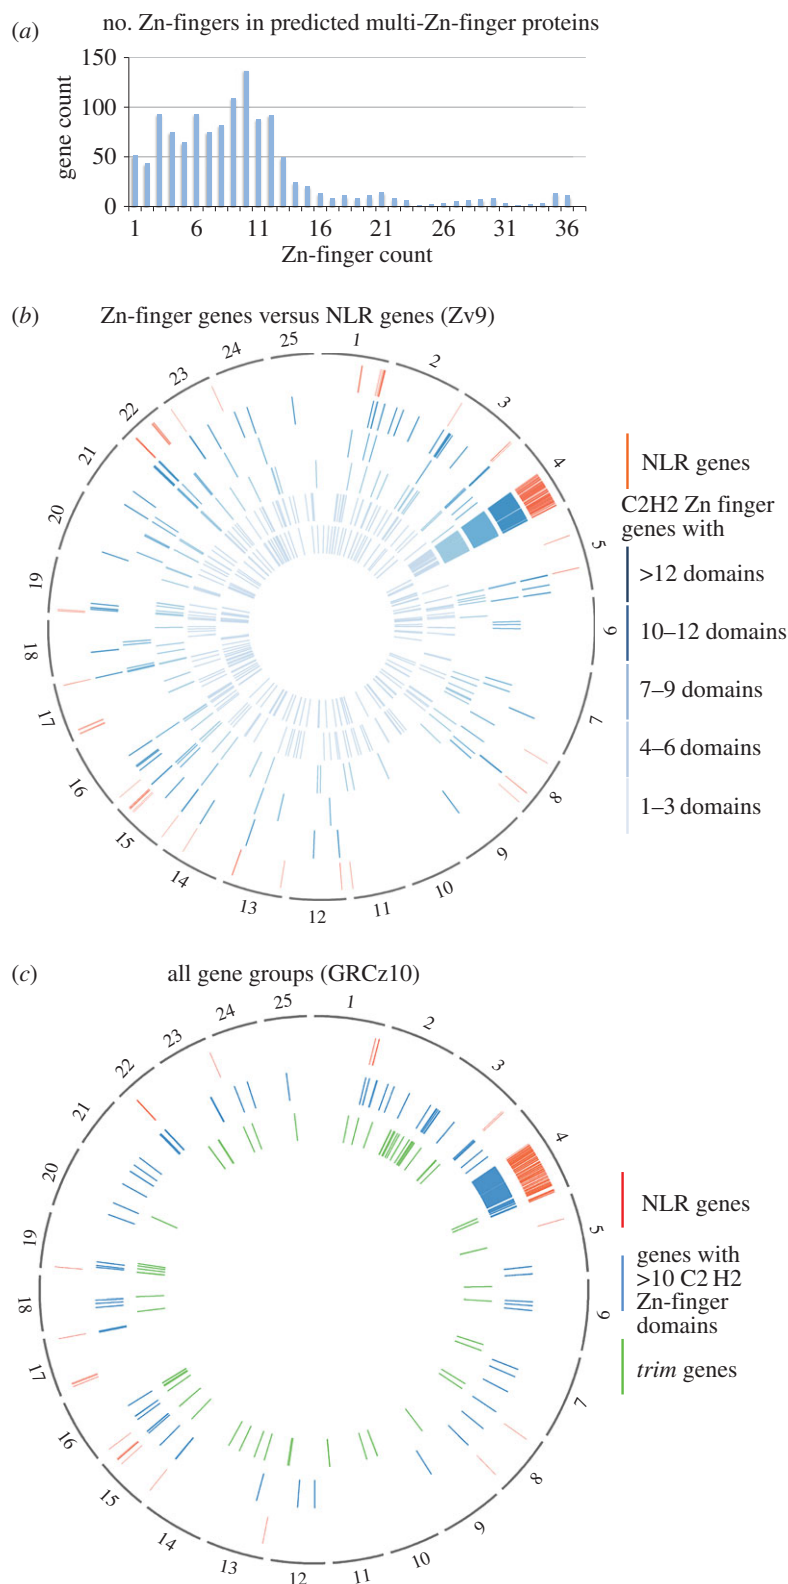 (a)
no. Zn-fingers in predicted multi-Zn-finger proteins
150
100
50
0
gene count
1 6 11 16 21 26 31 36
Zn-finger count
(b)
Zn-finger genes versus NLR genes (Zv9)
1
2
3
4
5
6
7
8
9
10
11
12
13
14
15
16
17
18
19
20
21
22
23
24
25
NLR genes
C2H2 Zn finger
genes with
>12 domains
10–12 domains
7–9 domains
4–6 domains
1–3 domains
(c)
all gene groups (GRCz10)
1
2
3
4
5
6
7
8
9
10
11
12
13
14
15
16
17
18
19
20
21
22
23
24
25
NLR genes
genes with
>10 C2 H2
Zn-finger
domains
trim genes